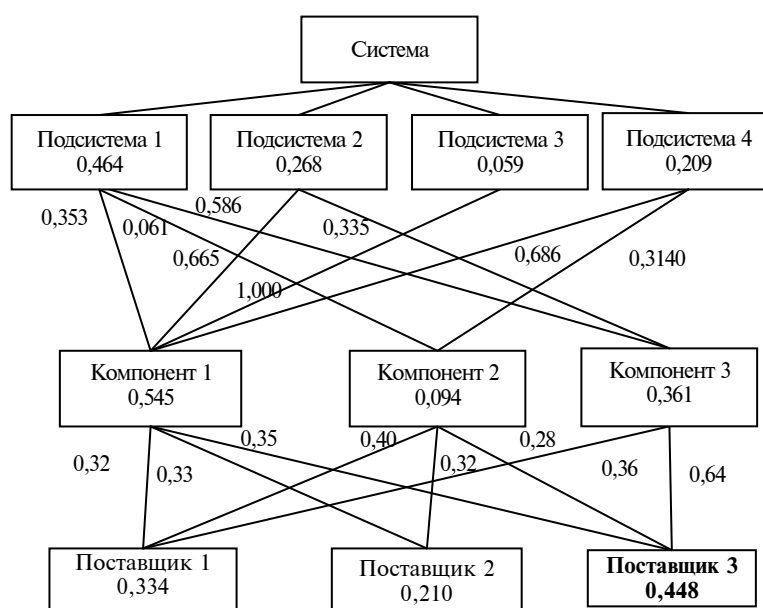 Система
Подсистема 1
0,464
Подсистема 2
0,268
Подсистема 3
0,059
Подсистема 4
0,209
0,353
0,061
0,586
0,335
0,665
0,686
0,3140
1,000
Компонент 1
0,545
Компонент 2
0,094
Компонент 3
0,361
0,32
0,33
0,35
0,40
0,32
0,28
0,36
0,64
Поставщик 1
0,334
Поставщик 2
0,210
Поставщик 3
0,448